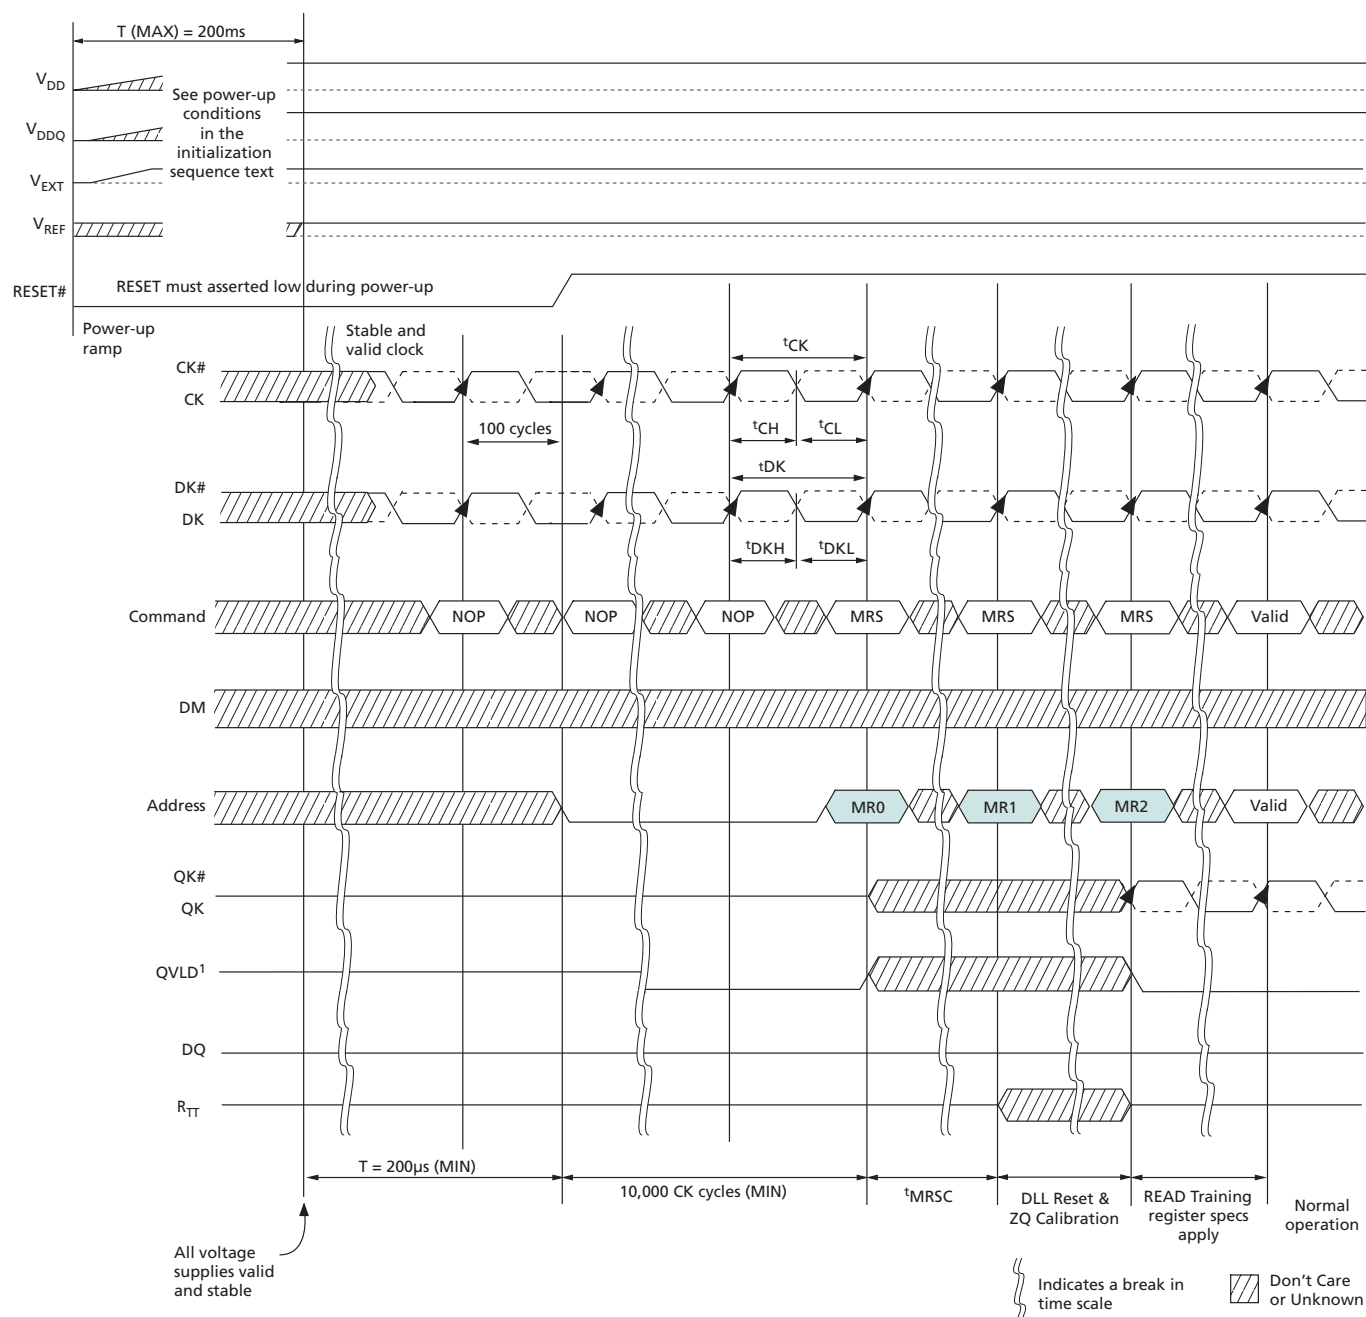 T (MAX) = 200ms
VDD
See power-up
conditions
in the
initialization
sequence text
VDDQ
VEXT
VREF
RESET#
RESET must asserted low during power-up
Power-up
ramp
Stable and
valid clock
tCK
CK#
CK
100 cycles
tCH
tCL
tDK
DK#
DK
tDKH
tDKL
Command
NOP
NOP
NOP
MRS
MRS
MRS
Valid
DM
Address
MR0
MR1
MR2
Valid
QK#
QK
QVLD1
DQ
RTT
T = 200µs (MIN)
10,000 CK cycles (MIN)
tMRSC
DLL Reset &
ZQ Calibration
READ Training
register specs
apply
Normal
operation
All voltage
supplies valid
and stable
Indicates a break in
time scale
Don't Care
or Unknown